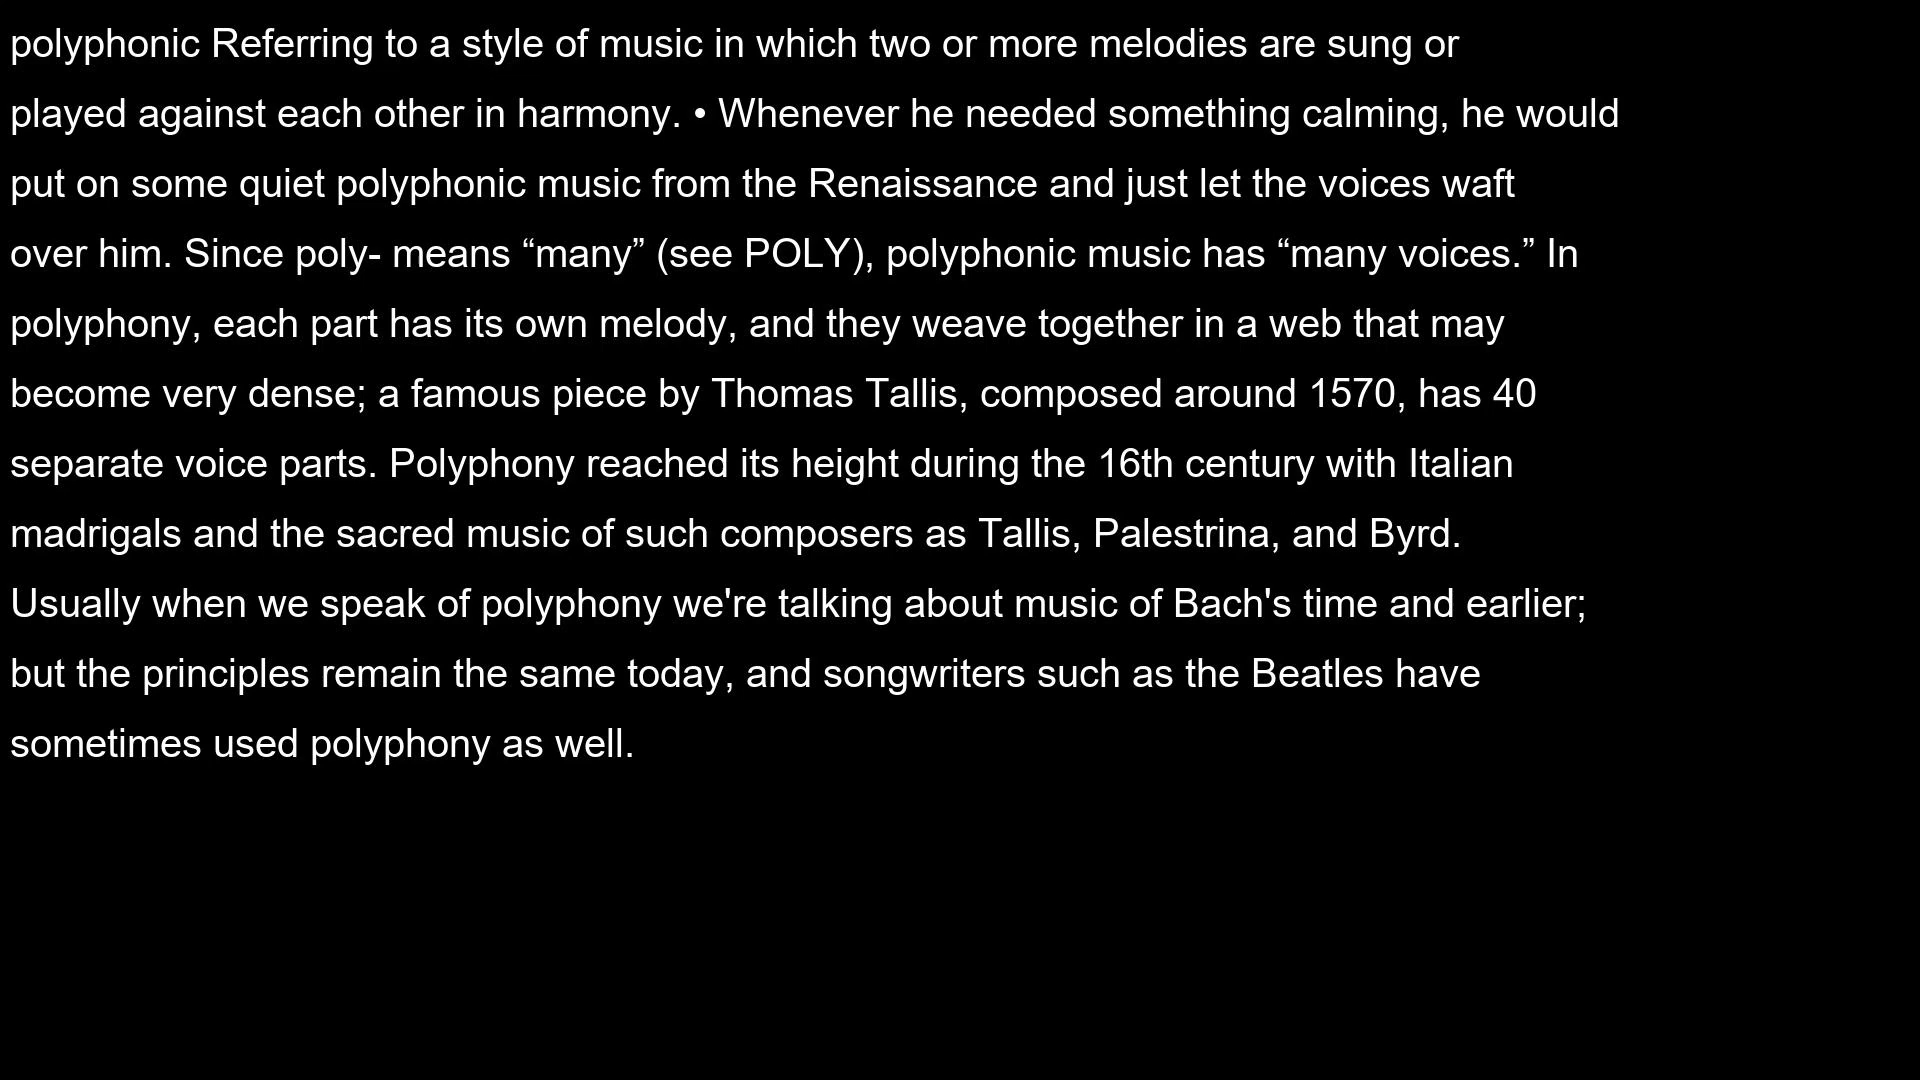 polyphonic Referring to a style of music in which two or more melodies are sung or
played against each other in harmony. • Whenever he needed something calming, he would
put on some quiet polyphonic music from the Renaissance and just let the voices waft
over him. Since poly- means “many” (see POLY), polyphonic music has “many voices.” In
polyphony, each part has its own melody, and they weave together in a web that may
become very dense; a famous piece by Thomas Tallis, composed around 1570, has 40
separate voice parts. Polyphony reached its height during the 16th century with Italian
madrigals and the sacred music of such composers as Tallis, Palestrina, and Byrd.
Usually when we speak of polyphony we're talking about music of Bach's time and earlier;
but the principles remain the same today, and songwriters such as the Beatles have
sometimes used polyphony as well.